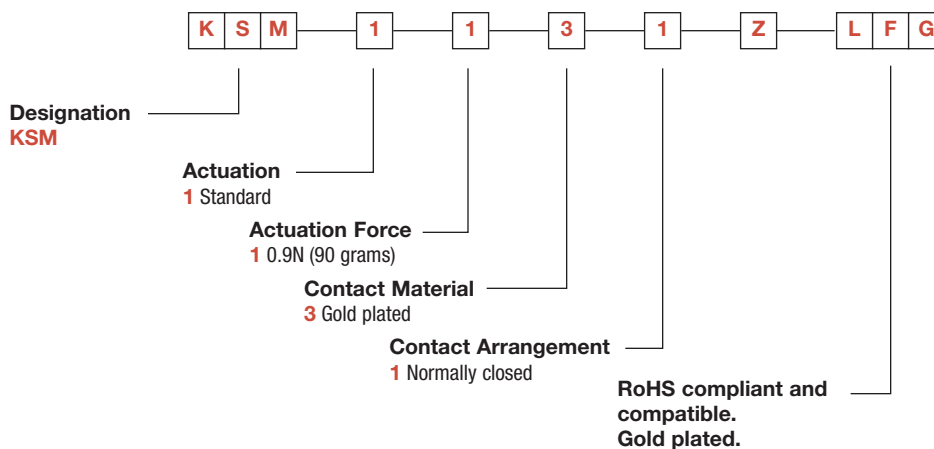 K S M 1 1 3 1 Z L F G
Designation
KSM
Actuation
1 Standard
Actuation Force
1 0.9N (90 grams)
Contact Material
3 Gold plated
Contact Arrangement
1 Normally closed
RoHS compliant and
compatible.
Gold plated.